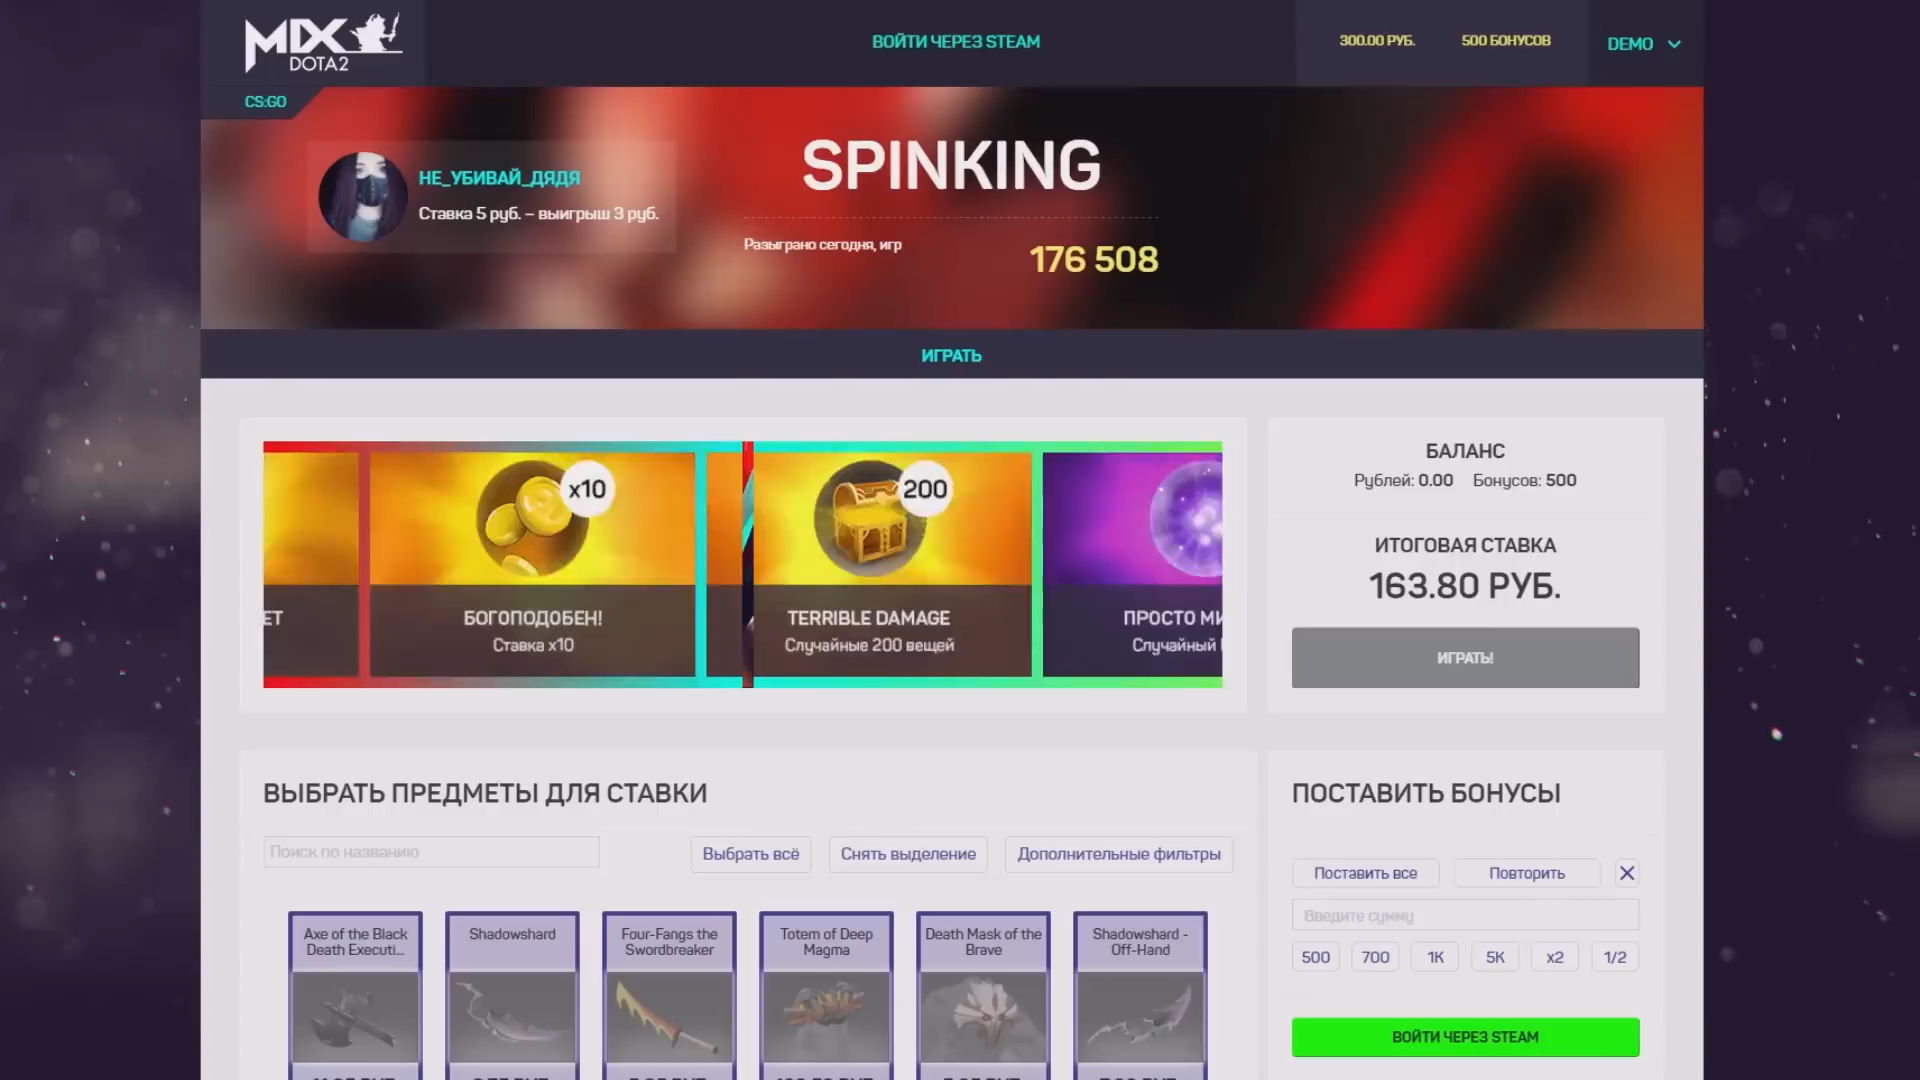 MIX
DOTA2
ВОЙТИ ЧЕРЕЗ STEAM
300.00 РУБ.
500 БОНУСОВ
DEMO
CS:GO
НЕ_УБИВАЙ_ДЯДЯ
Ставка 5 руб. – выигрыш 3 руб.
SPINKING
Разыграно сегодня, игр
176 508
ИГРАТЬ
x10
200
ЕТ
БОГОПОДОБЕН!
Ставка x10
TERRIBLE DAMAGE
Случайные 200 вещей
ПРОСТО МИ
Случайный
БАЛАНС
Рублей: 0.00 Бонусов: 500
ИТОГОВАЯ СТАВКА
163.80 РУБ.
ИГРАТЬ!
ВЫБРАТЬ ПРЕДМЕТЫ ДЛЯ СТАВКИ
Поиск по названию
Выбрать всё
Снять выделение
Дополнительные фильтры
Axe of the Black
Death Executi...
Shadowshard
Four-Fangs the
Swordbreaker
Totem of Deep
Magma
Death Mask of the
Brave
Shadowshard -
Off-Hand
ПОСТАВИТЬ БОНУСЫ
Поставить все
Повторить
Введите сумму
500
700
1K
5K
x2
1/2
ВОЙТИ ЧЕРЕЗ STEAM